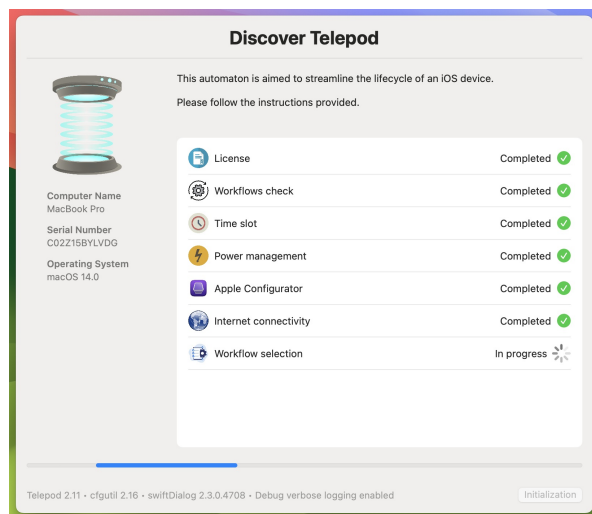 Discover Telepod
This automaton is aimed to streamline the lifecycle of an iOS device.
Please follow the instructions provided.
Computer Name
MacBook Pro
Serial Number
C02Z15BYLVDG
Operating System
macOS 14.0
License Completed
Workflows check Completed
Time slot Completed
Power management Completed
Apple Configurator Completed
Internet connectivity Completed
Workflow selection In progress
Telepod 2.11 • cfgutil 2.16 • swiftDialog 2.3.0.4708 • Debug verbose logging enabled
Initialization